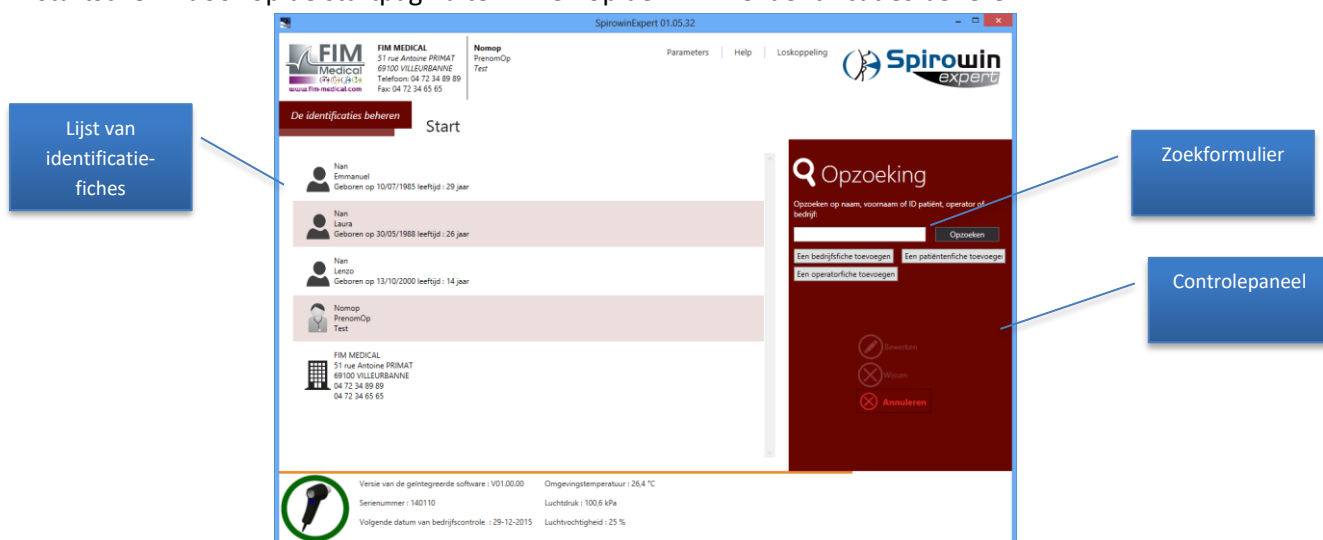 SpirowinExpert 01.05.32
FIM
Medical
www.fim-medical.com
FIM MEDICAL
51 rue Antoine PRIMAT
69100 VILLEURBANNE
Telefoon: 04 72 34 89 89
Fax: 04 72 34 65 65
Nomop
PrenomOp
Test
Parameters
Help
Loskoppeling
Spirowin
expert
De identificaties beheren
Start
Lijst van
identificatie-
fiches
Nan
Emmanuel
Geboren op 10/07/1985 leeftijd : 29 jaar
Nan
Laura
Geboren op 30/05/1988 leeftijd : 26 jaar
Nan
Lenzo
Geboren op 13/10/2000 leeftijd : 14 jaar
Nomop
PrenomOp
Test
FIM MEDICAL
51 rue Antoine PRIMAT
69100 VILLEURBANNE
04 72 34 89 89
04 72 34 65 65
Opzoeking
Opzoeken op naam, voornaam of ID patiënt, operator of
bedrijf:
Opzoeken
Een bedrijfsfiche toevoegen
Een patiëntenfiche toevoegen
Een operatorfiche toevoegen
Bewerken
Wissen
Annuleren
Zoekformulier
Controlepaneel
Versie van de geïntegreerde software : V01.00.00
Serienummer : 140110
Volgende datum van bedrijfscontrole : 29-12-2015
Omgevingstemperatuur : 26,4 °C
Luchtdruk : 100,6 kPa
Luchtvochtigheid : 25 %